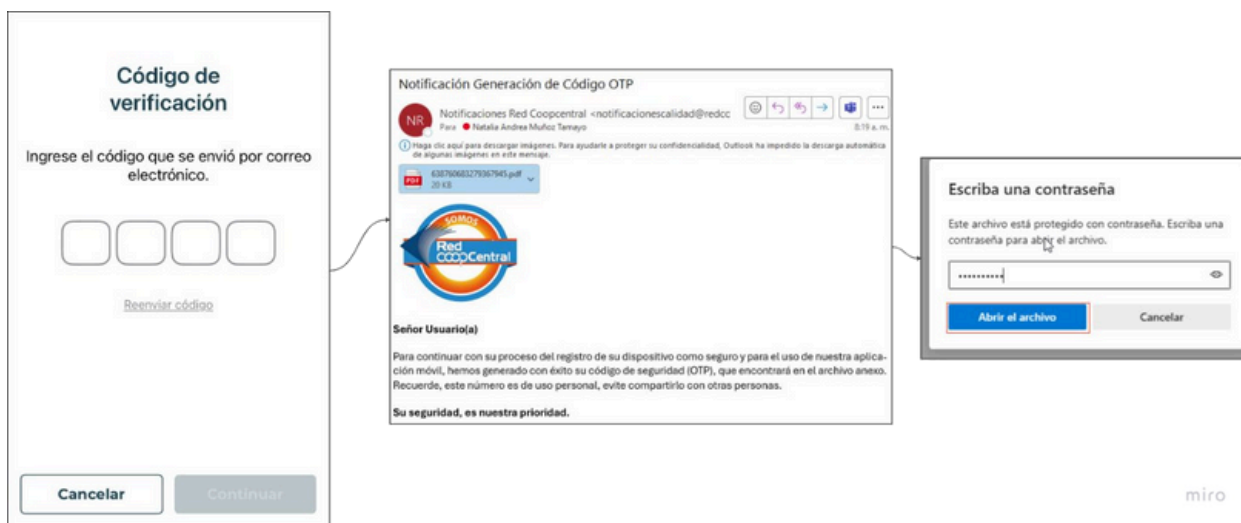 Código de
verificación
Ingrese el código que se envió por correo
electrónico.
Reenviar código
Cancelar
Continuar
Notificación Generación de Código OTP
NR
Notificaciones Red Coopcentral <notificacionescalidad@redcc
Para Natalia Andrea Muñoz Tamayo
8:19 a. m.
Haga clic aquí para descargar imágenes. Para ayudarle a proteger su confidencialidad, Outlook ha impedido la descarga automática
de algunas imágenes en este mensaje.
PDF
638760683279367945.pdf
20 KB
SOMOS
Red
COOPCentral
Señor Usuario(a)
Para continuar con su proceso del registro de su dispositivo como seguro y para el uso de nuestra aplica-
ción móvil, hemos generado con éxito su código de seguridad (OTP), que encontrará en el archivo anexo.
Recuerde, este número es de uso personal, evite compartirlo con otras personas.
Su seguridad, es nuestra prioridad.
Escriba una contraseña
Este archivo está protegido con contraseña. Escriba una
contraseña para abrir el archivo.
Abrir el archivo
Cancelar
miro